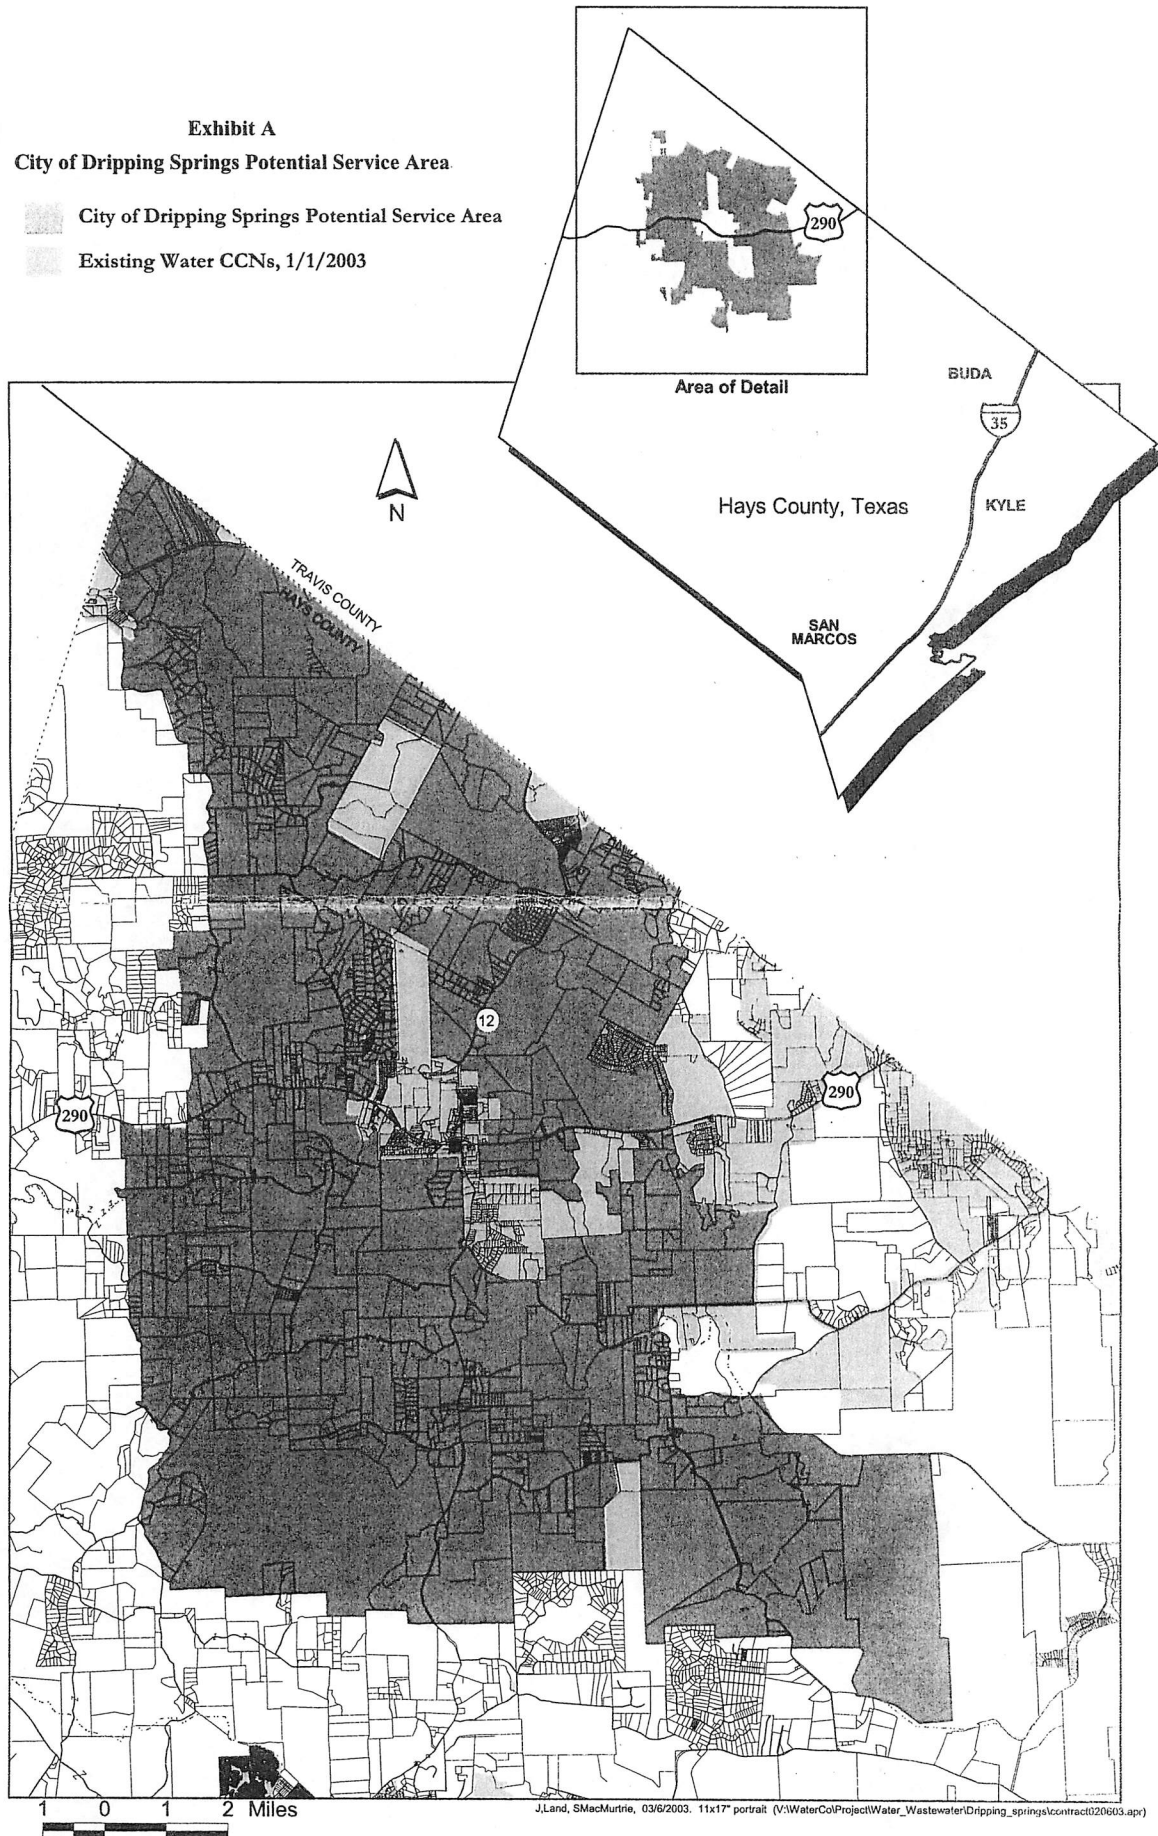 Exhibit A
City of Dripping Springs Potential Service Area
City of Dripping Springs Potential Service Area
Existing Water CCNs, 1/1/2003
290
Area of Detail
BUDA
35
Hays County, Texas
KYLE
SAN
MARCOS
N
TRAVIS COUNTY
HAYS COUNTY
12
290
290
1 0 1 2 Miles
J,Land, SMacMurtrie, 03/6/2003. 11x17" portrait (V:\WaterCo\Project\Water_Wastewater\Dripping_springs\contract020603.apr)